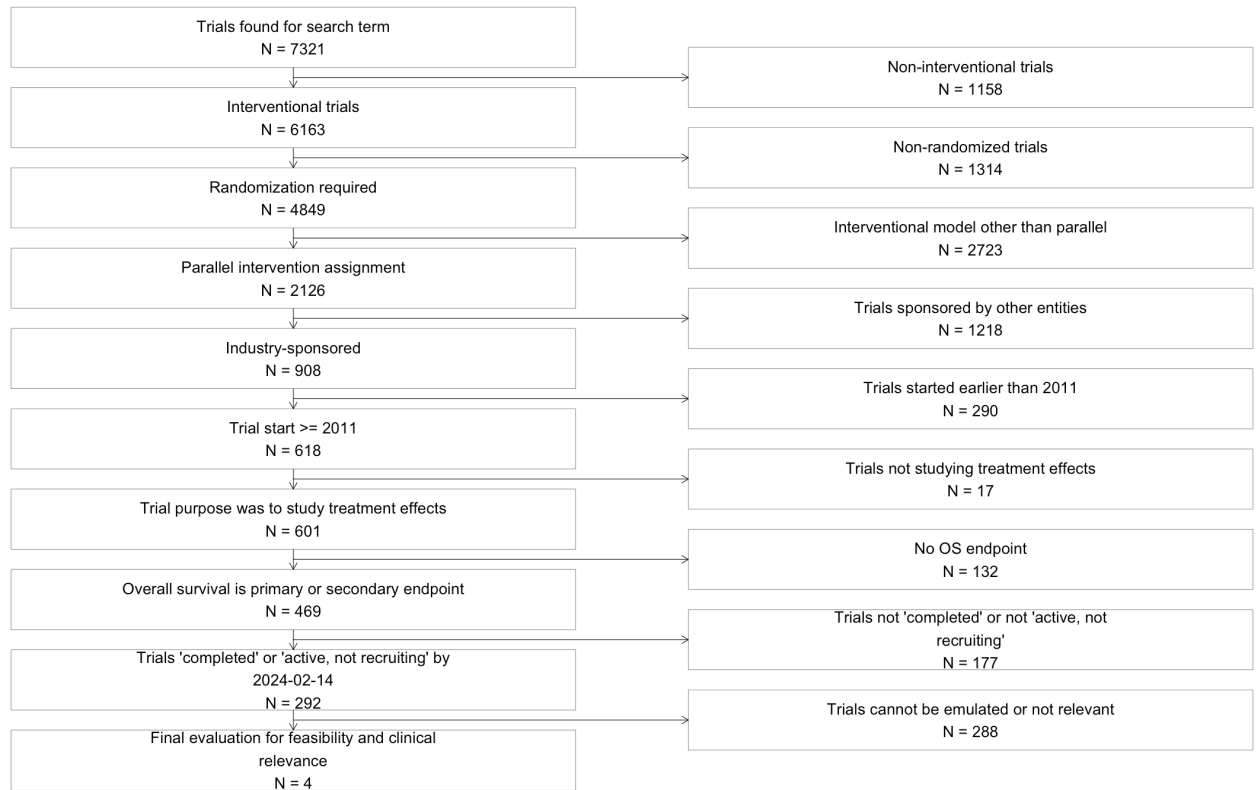 Trials found for search term
N = 7321
Non-interventional trials
N = 1158
Interventional trials
N = 6163
Non-randomized trials
N = 1314
Randomization required
N = 4849
Interventional model other than parallel
N = 2723
Parallel intervention assignment
N = 2126
Trials sponsored by other entities
N = 1218
Industry-sponsored
N = 908
Trials started earlier than 2011
N = 290
Trial start >= 2011
N = 618
Trials not studying treatment effects
N = 17
Trial purpose was to study treatment effects
N = 601
No OS endpoint
N = 132
Overall survival is primary or secondary endpoint
N = 469
Trials not 'completed' or not 'active, not
recruiting'
N = 177
Trials 'completed' or 'active, not recruiting' by
2024-02-14
N = 292
Trials cannot be emulated or not relevant
N = 288
Final evaluation for feasibility and clinical
relevance
N = 4